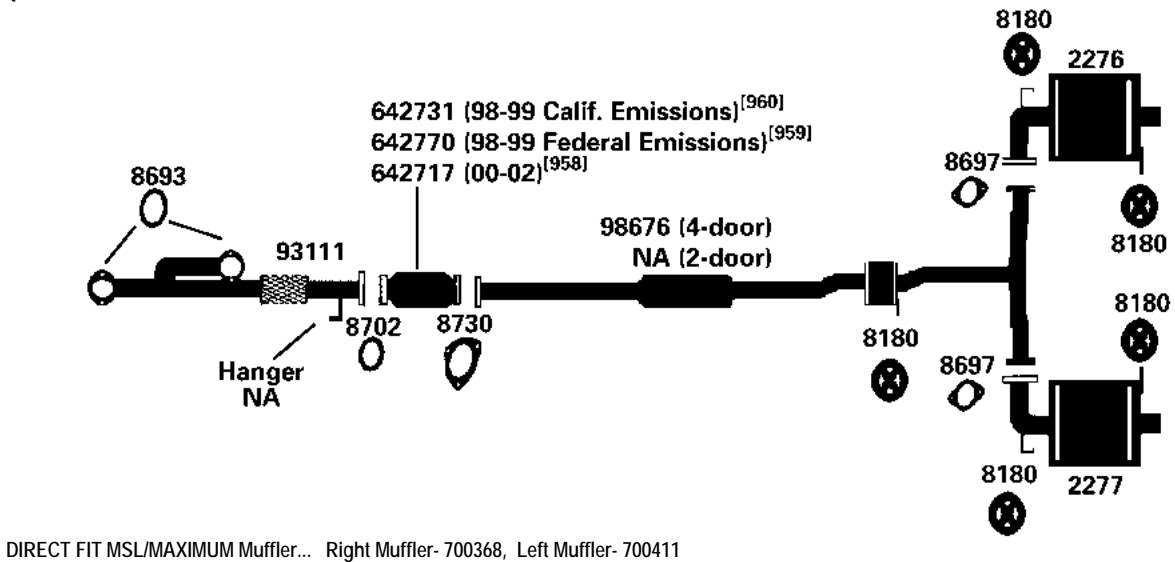 8180
2276
642731 (98-99 Calif. Emissions)[960]
642770 (98-99 Federal Emissions)[959]
642717 (00-02)[958]
8693
8697
93111
98676 (4-door)
NA (2-door)
8180
8702
8730
8180
8180
8697
Hanger
NA
8180
2277
DIRECT FIT MSL/MAXIMUM Muffler... Right Muffler- 700368, Left Muffler- 700411